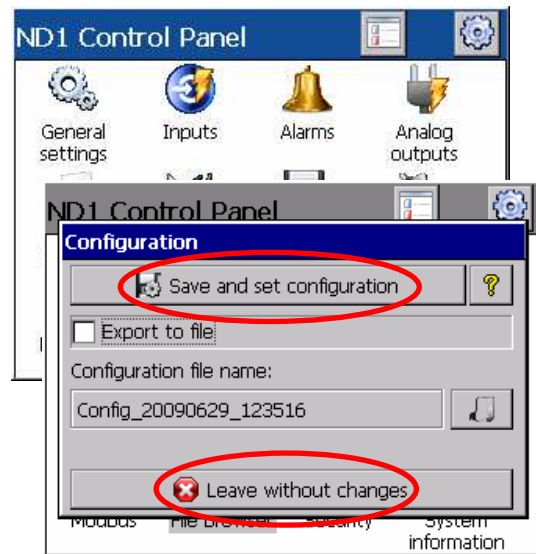 ND1 Control Panel
General
settings
Inputs
Alarms
Analog
outputs
ND1 Control Panel
Configuration
Save and set configuration
?
Export to file
Configuration file name:
Config_20090629_123516
Leave without changes
Modbus
File Browser
Security
System
information